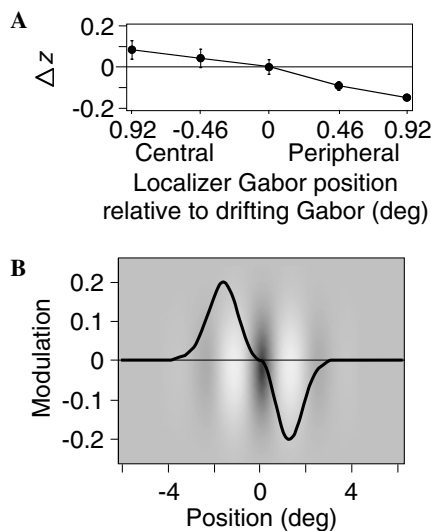 A
0.2
0
-0.2
Δz
0.92 -0.46 0 0.46 0.92
Central Peripheral
Localizer Gabor position
relative to drifting Gabor (deg)
B
0.2
0.1
0
-0.1
-0.2
Modulation
-4 0 4
Position (deg)